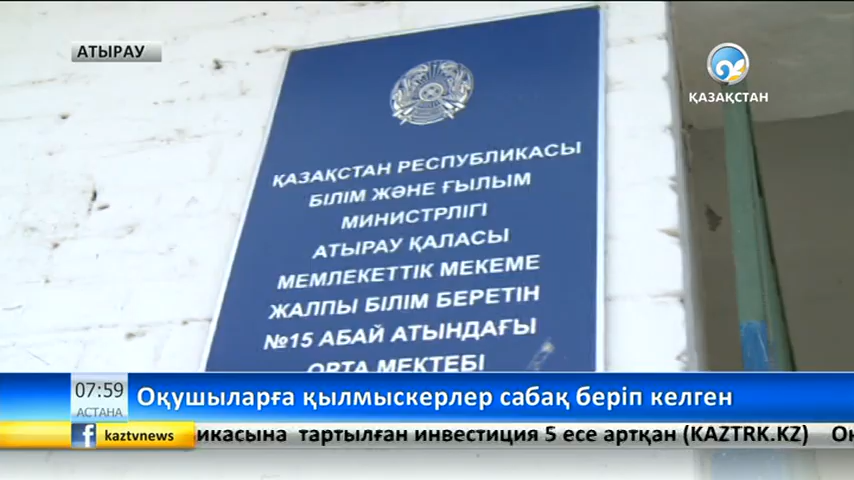 АТЫРАУ
ҚАЗАҚСТАН
ҚАЗАҚСТАН РЕСПУБЛИКАСЫ
БІЛІМ ЖӘНЕ ҒЫЛЫМ
МИНИСТРЛІГІ
АТЫРАУ ҚАЛАСЫ
МЕМЛЕКЕТТІК МЕКЕМЕ
ЖАЛПЫ БІЛІМ БЕРЕТІН
№15 АБАЙ АТЫНДАҒЫ
ОРТА МЕКТЕБІ
07:59
АСТАНА
Оқушыларға қылмыскерлер сабақ беріп келген
kaztvnews
икасына тартылған инвестиция 5 есе артқан (KAZTRK.KZ)